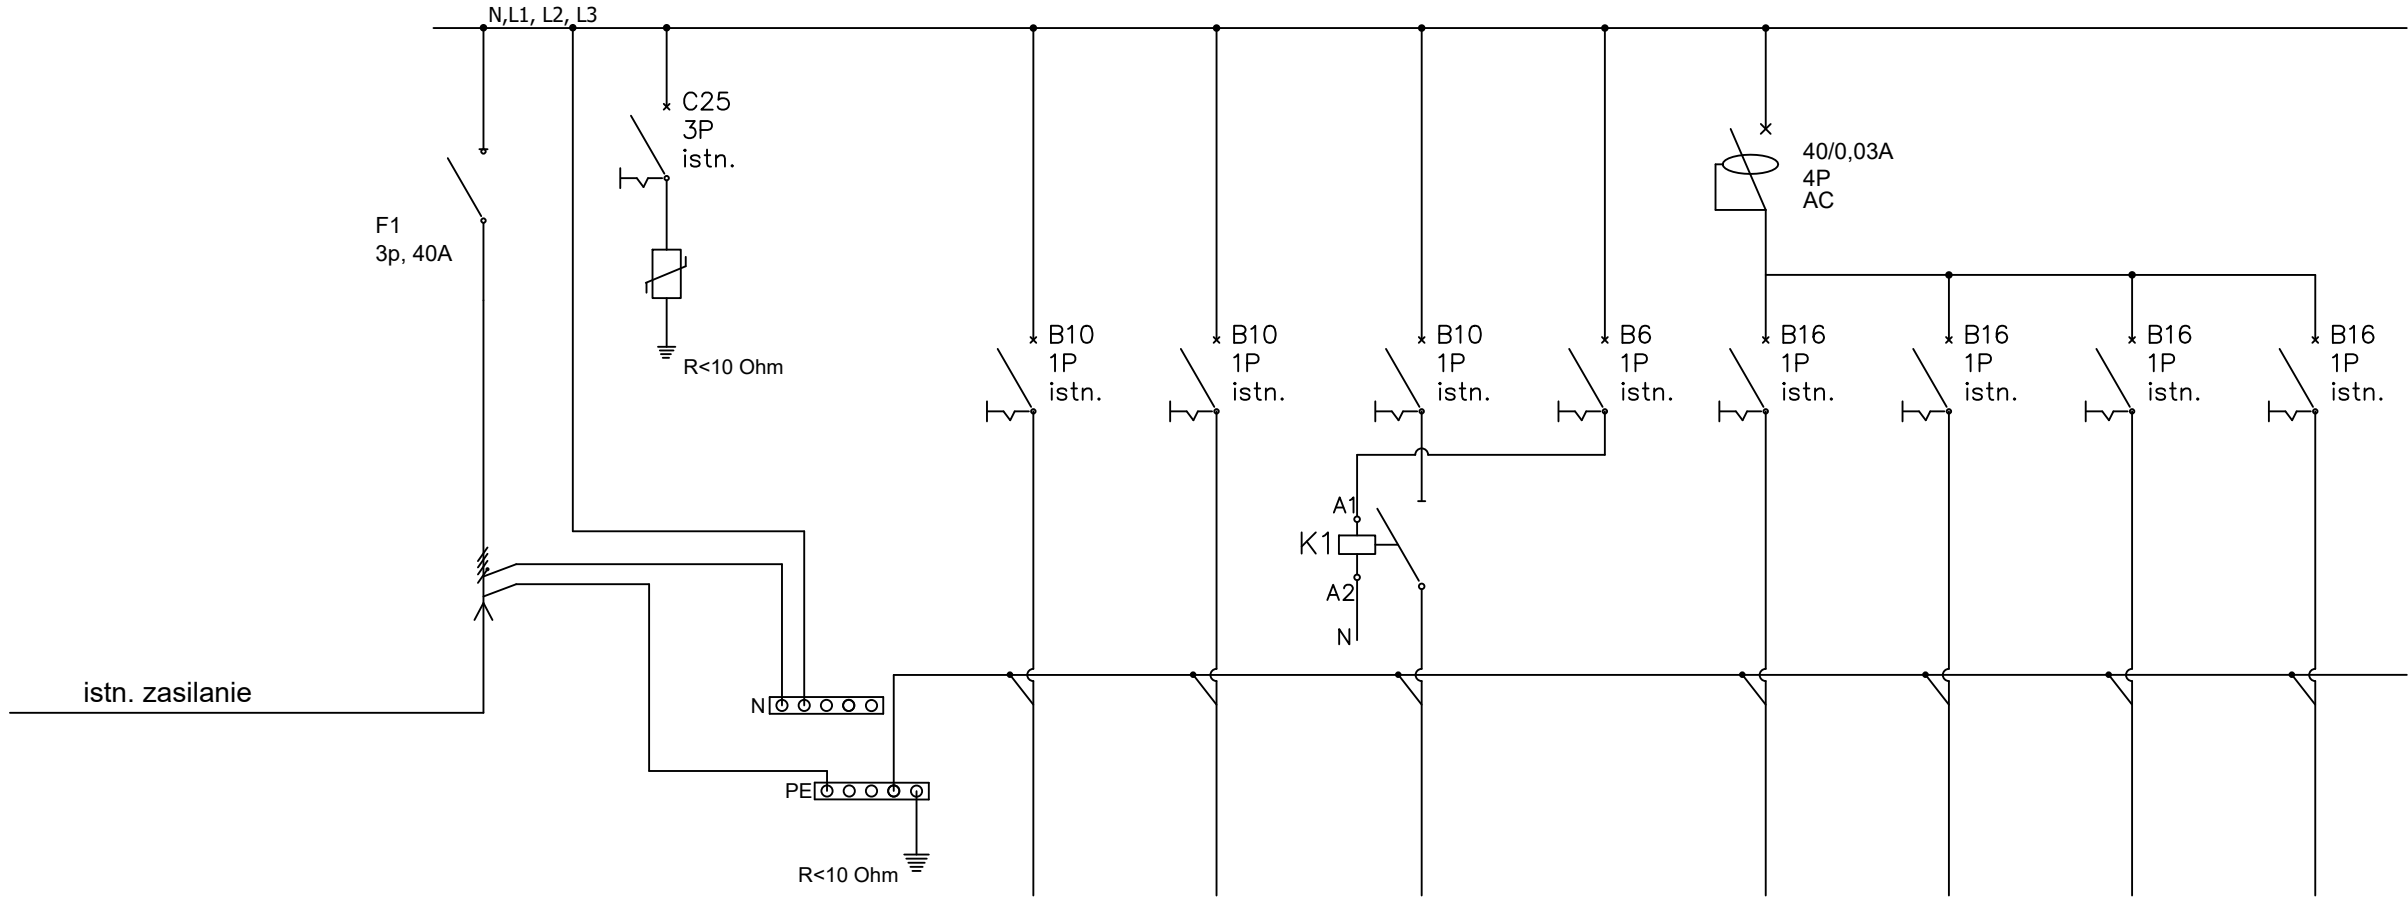 N,L1, L2, L3
C25
3P
istn.
F1
3p, 40A
R<10 Ohm
40/0,03A
4P
AC
B10
1P
istn.
B10
1P
istn.
B10
1P
istn.
B6
1P
istn.
B16
1P
istn.
B16
1P
istn.
B16
1P
istn.
B16
1P
istn.
A1
K1
A2
N
istn. zasilanie
N
PE
R<10 Ohm